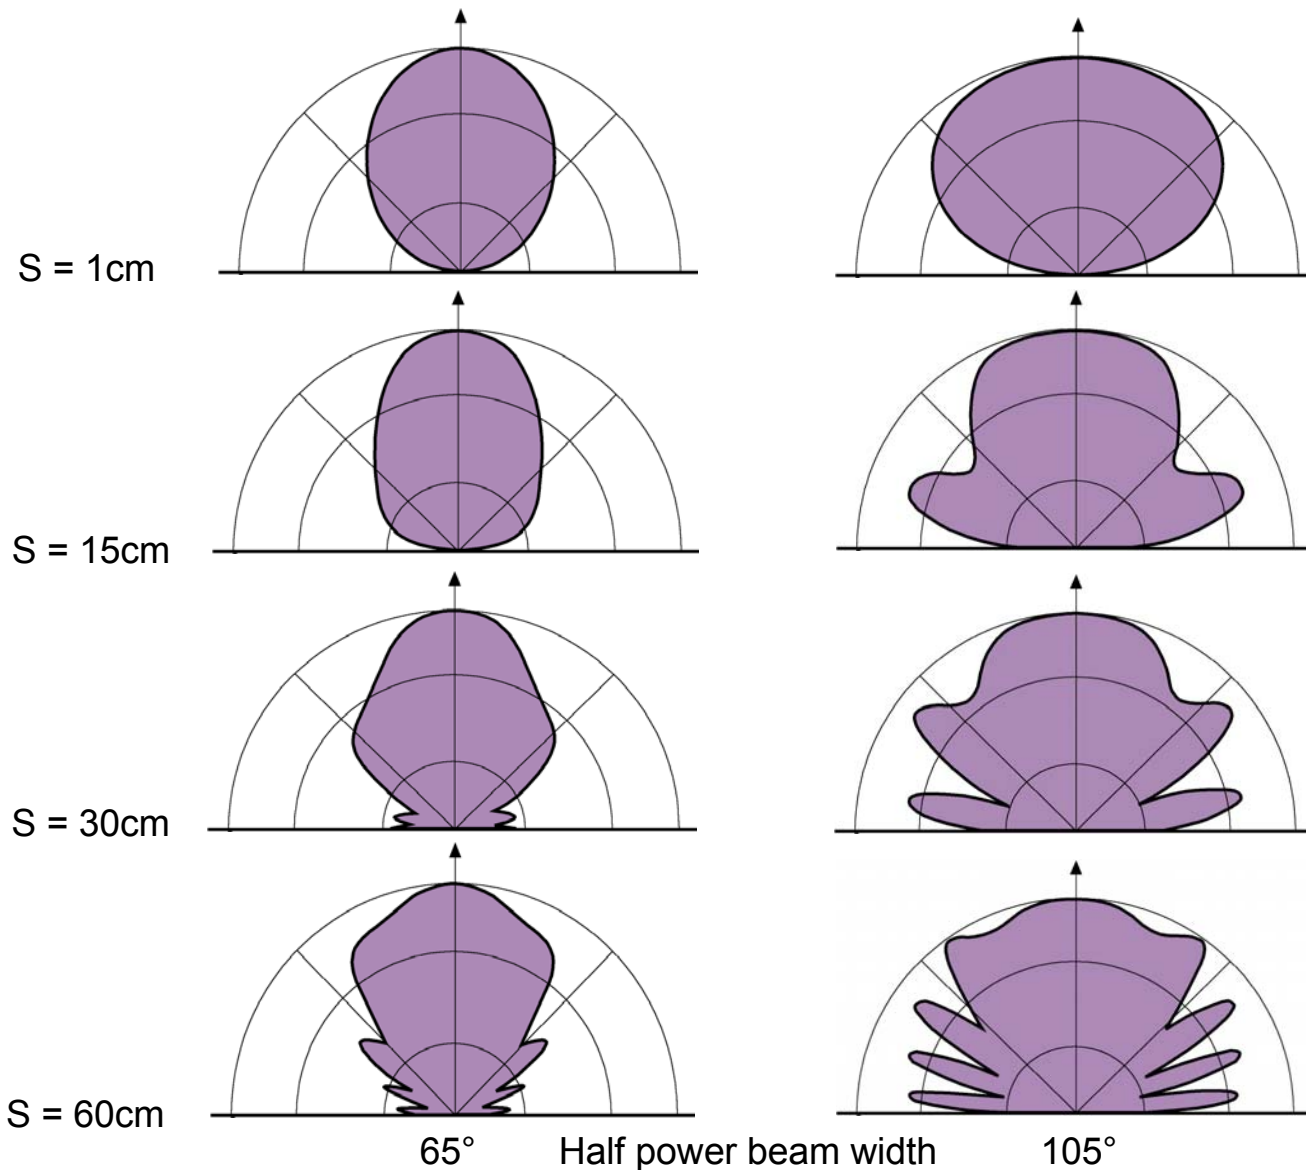 S = 1cm
S = 15cm
S = 30cm
S = 60cm
65° Half power beam width 105°